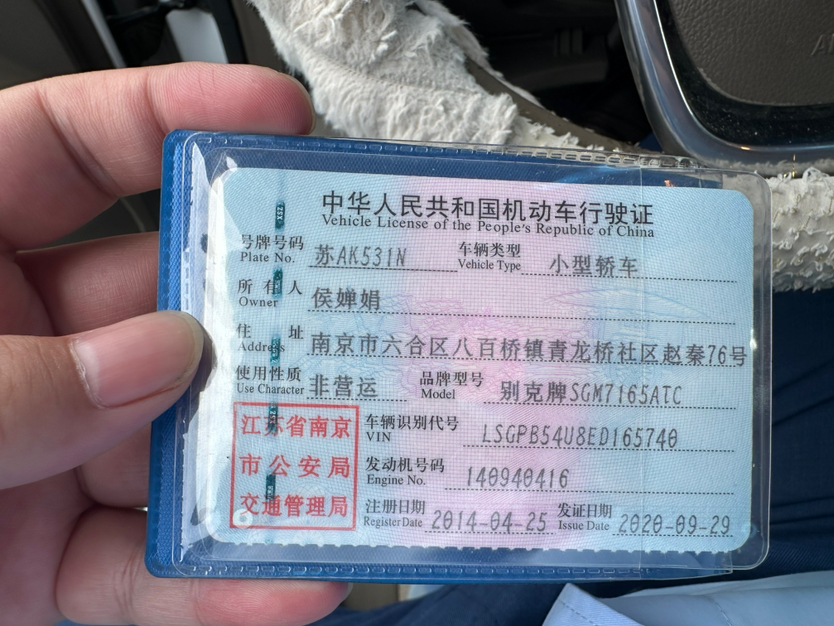 中华人民共和国机动车行驶证
Vehicle License of the People's Republic of China
号牌号码 苏AK531N 车辆类型 小型轿车
Plate No. Vehicle Type
所有人 侯婵娟
Owner
住址 南京市六合区八百桥镇青龙桥社区赵秦76号
Address
使用性质 非营运 品牌型号 别克牌SGM7165ATC
Use Character Model
江苏省南京
市公安局
交通管理局
车辆识别代号 LSGPB54U8ED165740
VIN
发动机号码 140940416
Engine No.
注册日期 2014-04-25 发证日期 2020-09-29
Register Date Issue Date